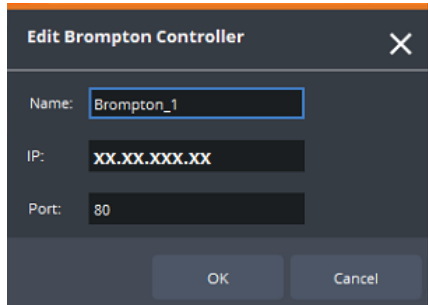 Edit Brompton Controller
Name: Brompton_1
IP: xx.xx.xxx.xx
Port: 80
OK Cancel